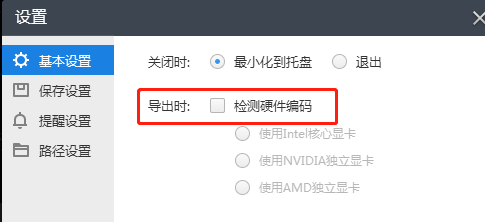 设置
基本设置
保存设置
提醒设置
路径设置
关闭时: 最小化到托盘 退出
导出时: 检测硬件编码
使用Intel核心显卡
使用NVIDIA独立显卡
使用AMD独立显卡